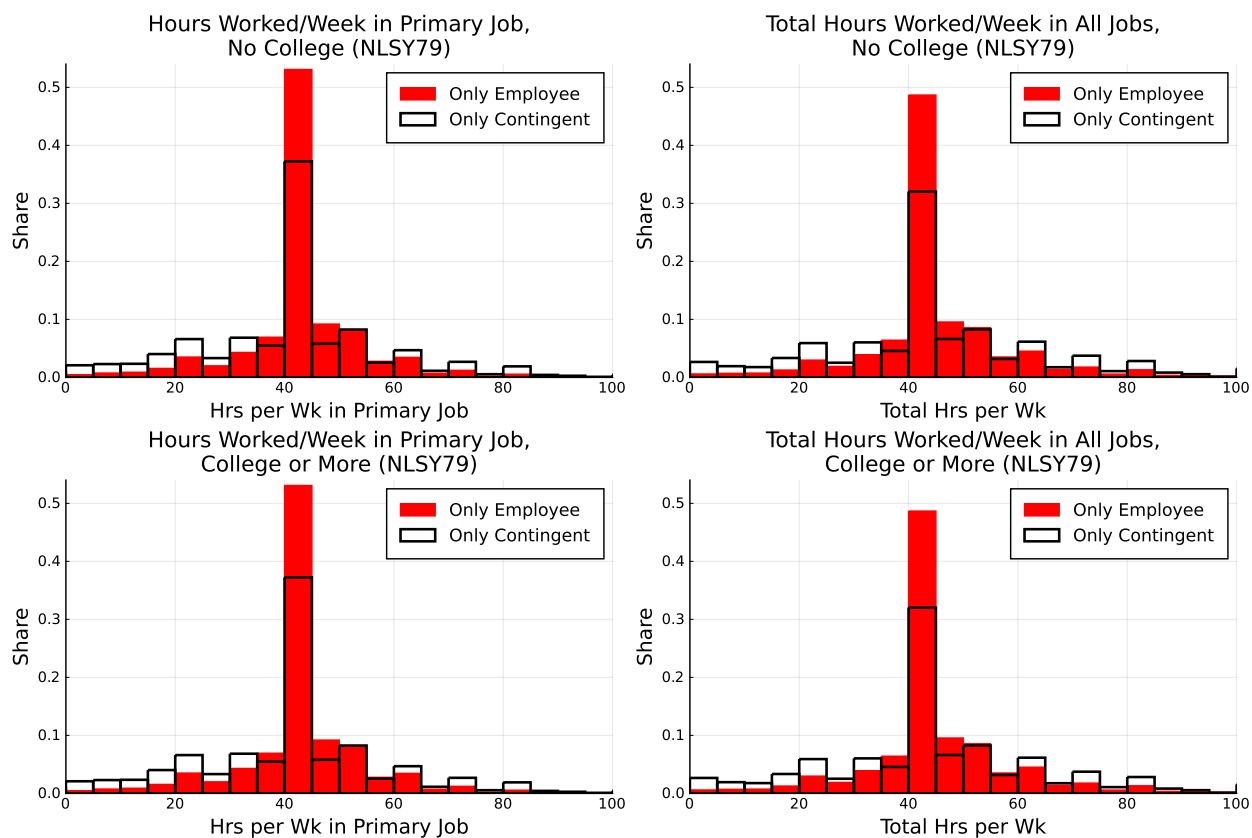 Hours Worked/Week in Primary Job,
No College (NLSY79)
Share
0.5
0.4
0.3
0.2
0.1
0.0
Only Employee
Only Contingent
0 20 40 60 80 100
Hrs per Wk in Primary Job
Total Hours Worked/Week in All Jobs,
No College (NLSY79)
Share
0.5
0.4
0.3
0.2
0.1
0.0
Only Employee
Only Contingent
20 40 60 80 100
Total Hrs per Wk
Hours Worked/Week in Primary Job,
College or More (NLSY79)
Share
0.5
0.4
0.3
0.2
0.1
0.0
Only Employee
Only Contingent
0 20 40 60 80 100
Hrs per Wk in Primary Job
Total Hours Worked/Week in All Jobs,
College or More (NLSY79)
Share
0.5
0.4
0.3
0.2
0.1
0.0
Only Employee
Only Contingent
20 40 60 80 100
Total Hrs per Wk